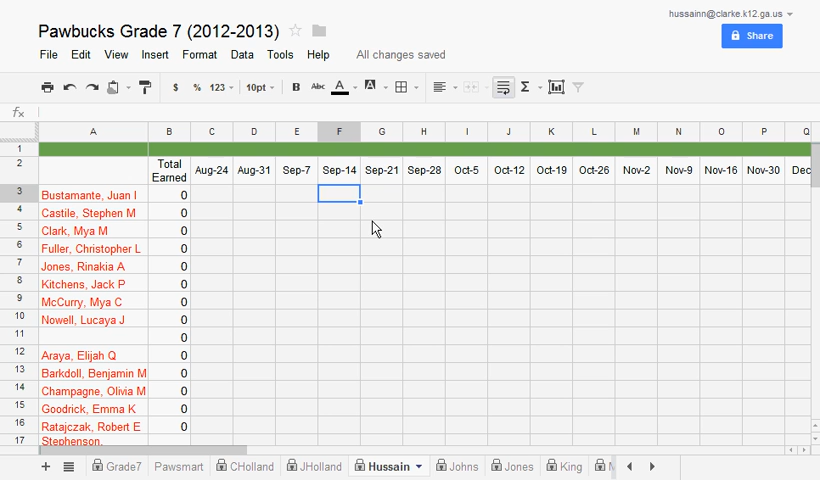 hussainn@clarke.k12.ga.us
Pawbucks Grade 7 (2012-2013)
Share
File Edit View Insert Format Data Tools Help All changes saved
$ % 123 10pt B Abc A A Σ
fx
A B C D E F G H I J K L M N O P Q
1
2 Total Earned Aug-24 Aug-31 Sep-7 Sep-14 Sep-21 Sep-28 Oct-5 Oct-12 Oct-19 Oct-26 Nov-2 Nov-9 Nov-16 Nov-30 Dec
3 Bustamante, Juan I 0
4 Castile, Stephen M 0
5 Clark, Mya M 0
6 Fuller, Christopher L 0
7 Jones, Rinakia A 0
8 Kitchens, Jack P 0
9 McCurry, Mya C 0
10 Nowell, Lucaya J 0
11 0
12 Araya, Elijah Q 0
13 Barkdoll, Benjamin M 0
14 Champagne, Olivia M 0
15 Goodrick, Emma K 0
16 Ratajczak, Robert E 0
17 Stephenson,
+ Grade7 Pawsmart CHolland JHolland Hussain Johns Jones King